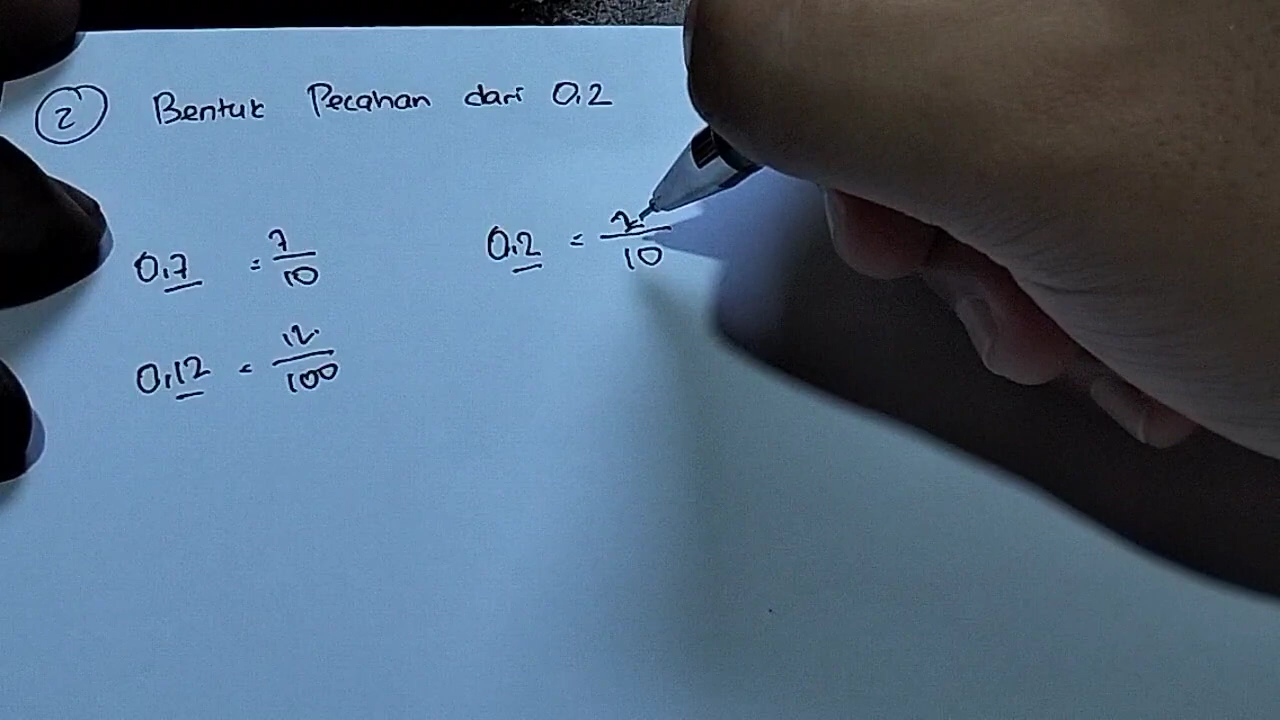 2 Bentuk Pecahan dari 0.2
0,7 = 7/10
0,2 = 2/10
0,12 = 12/100